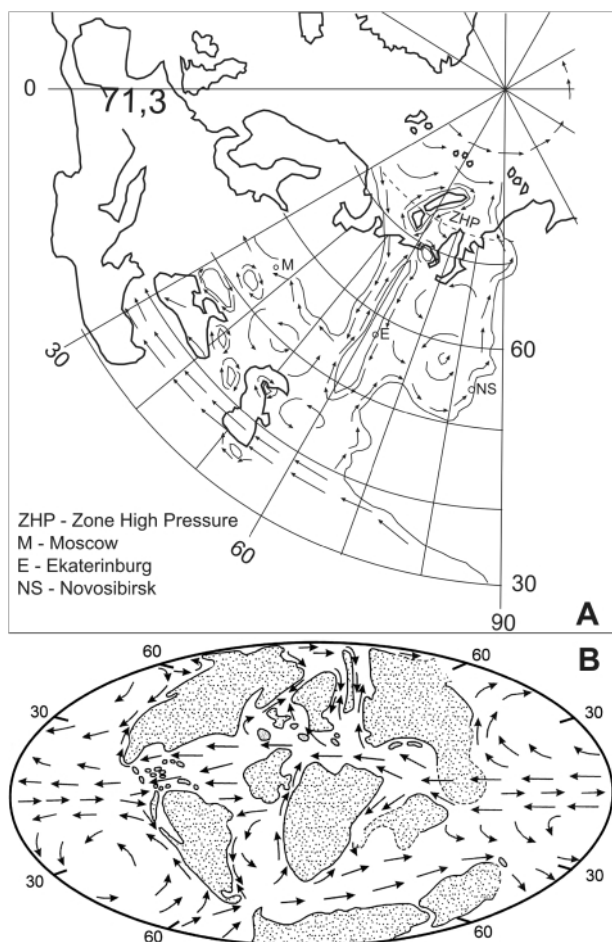 0
71,3
ZHP
M
30
E
60
NS
60
30
90
ZHP - Zone High Pressure
M - Moscow
E - Ekaterinburg
NS - Novosibirsk
A
B
60
60
30
30
30
30
60
60